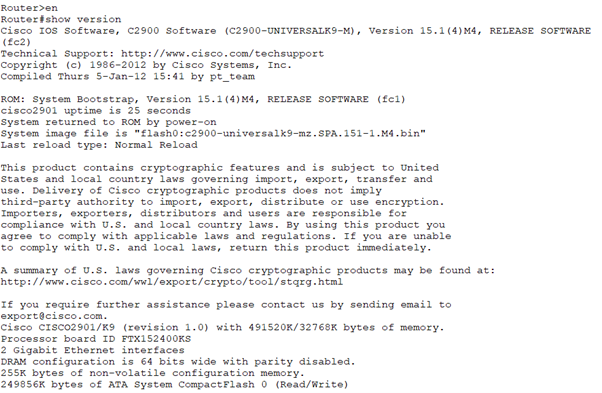 Router>en
Router#show version
Cisco IOS Software, C2900 Software (C2900-UNIVERSALK9-M), Version 15.1(4)M4, RELEASE SOFTWARE
(fc2)
Technical Support: http://www.cisco.com/techsupport
Copyright (c) 1986-2012 by Cisco Systems, Inc.
Compiled Thurs 5-Jan-12 15:41 by pt_team

ROM: System Bootstrap, Version 15.1(4)M4, RELEASE SOFTWARE (fc1)
cisco2901 uptime is 25 seconds
System returned to ROM by power-on
System image file is "flash0:c2900-universalk9-mz.SPA.151-1.M4.bin"
Last reload type: Normal Reload

This product contains cryptographic features and is subject to United
States and local country laws governing import, export, transfer and
use. Delivery of Cisco cryptographic products does not imply
third-party authority to import, export, distribute or use encryption.
Importers, exporters, distributors and users are responsible for
compliance with U.S. and local country laws. By using this product you
agree to comply with applicable laws and regulations. If you are unable
to comply with U.S. and local laws, return this product immediately.

A summary of U.S. laws governing Cisco cryptographic products may be found at:
http://www.cisco.com/wwl/export/crypto/tool/stqrg.html

If you require further assistance please contact us by sending email to
export@cisco.com.
Cisco CISCO2901/K9 (revision 1.0) with 491520K/32768K bytes of memory.
Processor board ID FTX152400KS
2 Gigabit Ethernet interfaces
DRAM configuration is 64 bits wide with parity disabled.
255K bytes of non-volatile configuration memory.
249856K bytes of ATA System CompactFlash 0 (Read/Write)